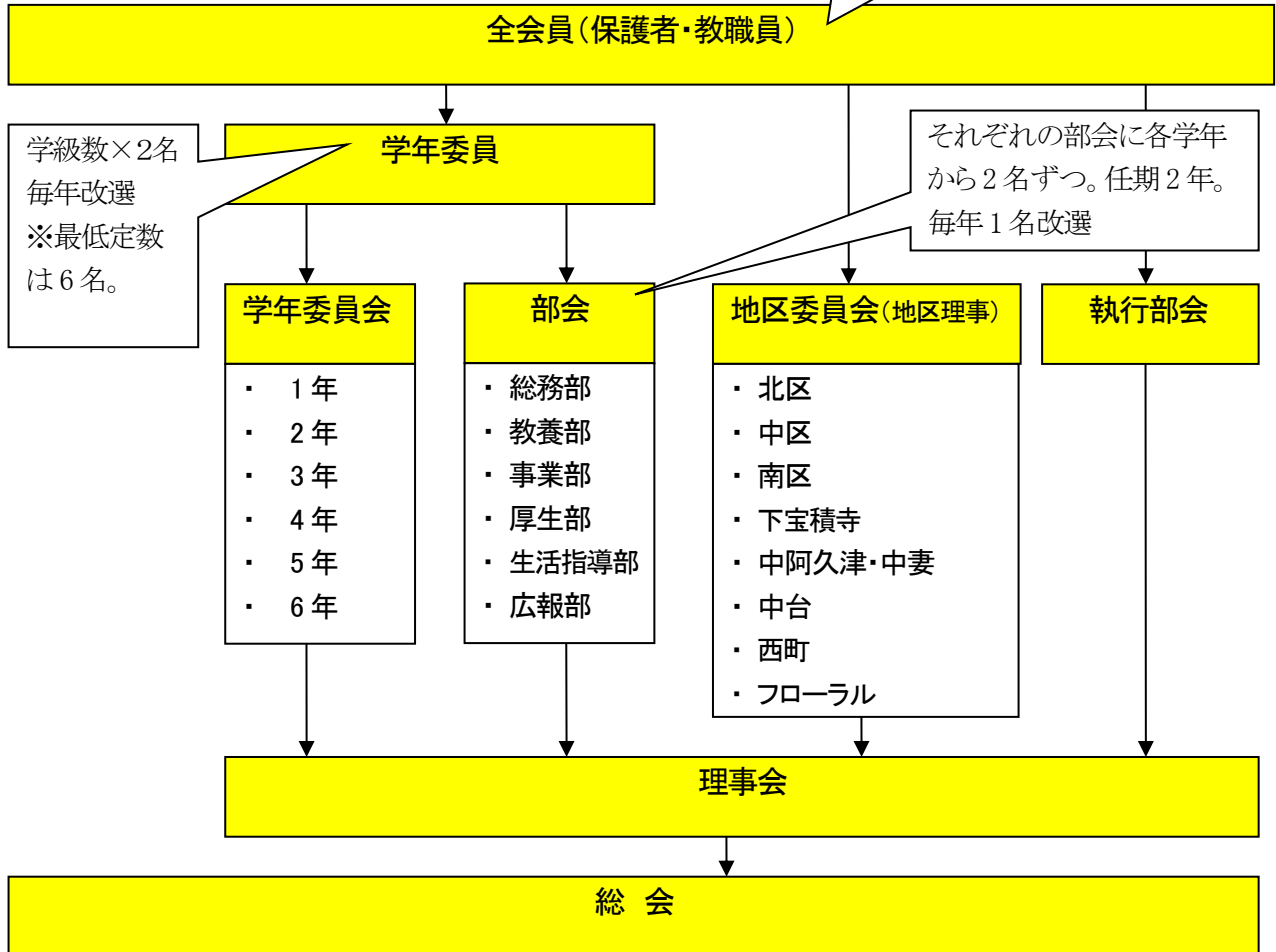 全会員（保護者・教職員）
学級数×２名
毎年改選
※最低定数
は６名。
学年委員
それぞれの部会に各学年
から２名ずつ。任期２年。
毎年１名改選
学年委員会
・ １年
・ ２年
・ ３年
・ ４年
・ ５年
・ ６年
部会
・ 総務部
・ 教養部
・ 事業部
・ 厚生部
・ 生活指導部
・ 広報部
地区委員会（地区理事）
・ 北区
・ 中区
・ 南区
・ 下宝積寺
・ 中阿久津・中妻
・ 中台
・ 西町
・ フローラル
執行部会
理事会
総 会